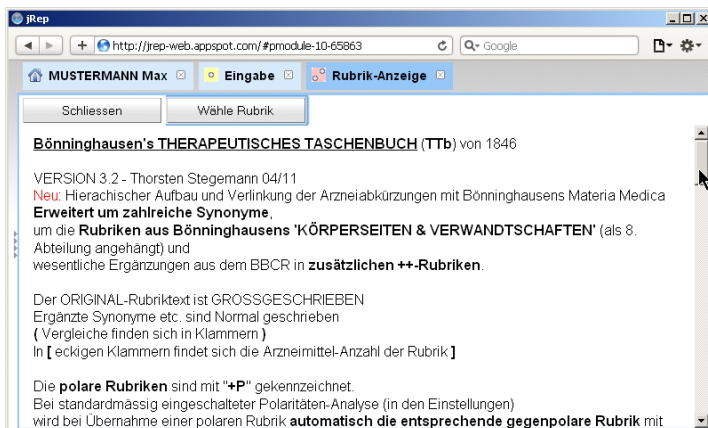 jRep
http://jrep-web.appspot.com/#pmodule-10-65863
Google
MUSTERMANN Max
Eingabe
Rubrik-Anzeige
Schliessen
Wähle Rubrik
Bönninghausen's THERAPEUTISCHES TASCHENBUCH (TTb) von 1846
VERSION 3.2 - Thorsten Stegemann 04/11
Neu: Hierachischer Aufbau und Verlinkung der Arzneiabkürzungen mit Bönninghausens Materia Medica
Erweitert um zahlreiche Synonyme,
um die Rubriken aus Bönninghausens 'KÖRPERSEITEN & VERWANDTSCHAFTEN' (als 8.
Abteilung angehängt) und
wesentliche Ergänzungen aus dem BBCR in zusätzlichen ++-Rubriken.
Der ORIGINAL-Rubriktext ist GROSSGESCHRIEBEN
Ergänzte Synonyme etc. sind Normal geschrieben
( Vergleiche finden sich in Klammern )
In [ eckigen Klammern findet sich die Arzneimittel-Anzahl der Rubrik ]
Die polare Rubriken sind mit "+P" gekennzeichnet.
Bei standardmässig eingeschalteter Polaritäten-Analyse (in den Einstellungen)
wird bei Übernahme einer polaren Rubrik automatisch die entsprechende gegenpolare Rubrik mit